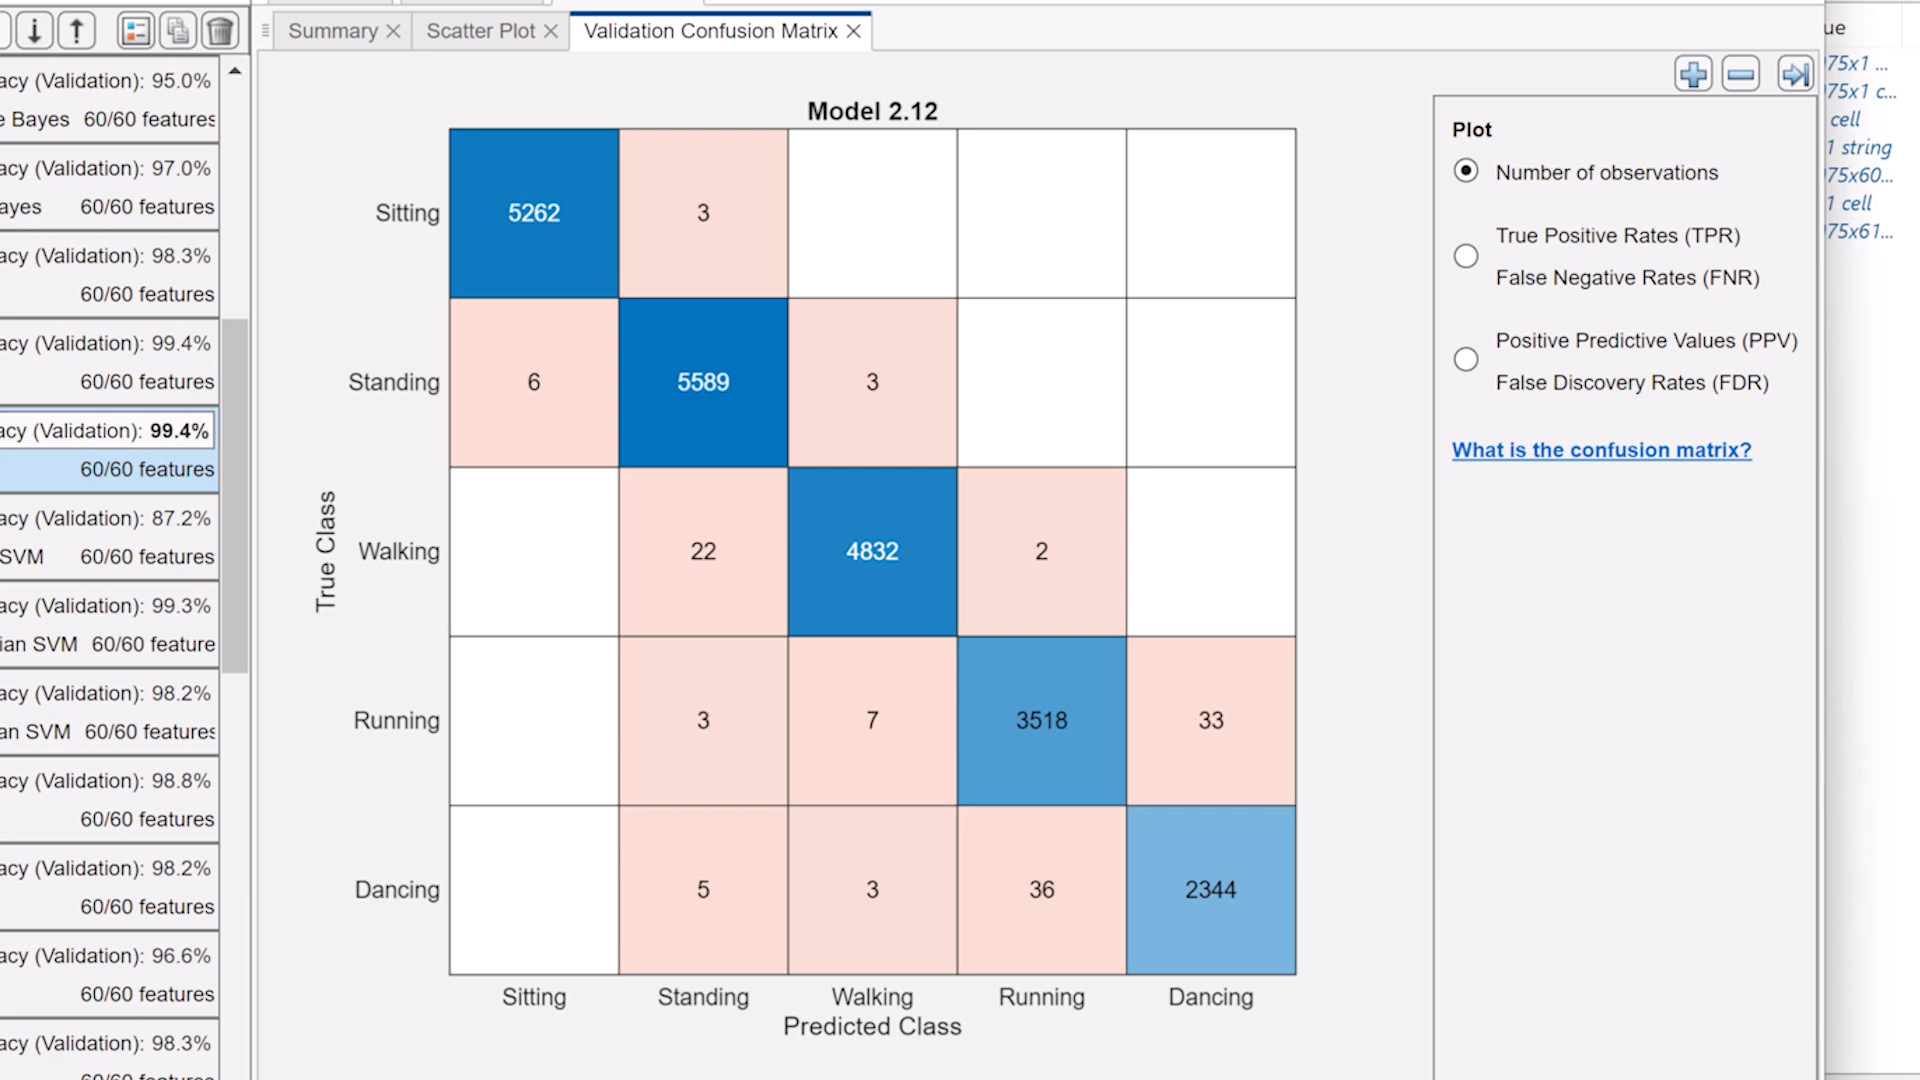 Summary
Scatter Plot
Validation Confusion Matrix
ue
acy (Validation): 95.0%
e Bayes 60/60 features
acy (Validation): 97.0%
ayes 60/60 features
acy (Validation): 98.3%
60/60 features
acy (Validation): 99.4%
60/60 features
acy (Validation): 99.4%
60/60 features
acy (Validation): 87.2%
SVM 60/60 features
acy (Validation): 99.3%
ian SVM 60/60 feature
acy (Validation): 98.2%
an SVM 60/60 features
acy (Validation): 98.8%
60/60 features
acy (Validation): 98.2%
60/60 features
acy (Validation): 96.6%
60/60 features
acy (Validation): 98.3%
60/60 features
Model 2.12
True Class
Sitting 5262 3
Standing 6 5589 3
Walking 22 4832 2
Running 3 7 3518 33
Dancing 5 3 36 2344
Sitting Standing Walking Running Dancing
Predicted Class
Plot
Number of observations
True Positive Rates (TPR)
False Negative Rates (FNR)
Positive Predictive Values (PPV)
False Discovery Rates (FDR)
What is the confusion matrix?
75x1 ...
75x1 c...
cell
1 string
75x60...
1 cell
75x61...